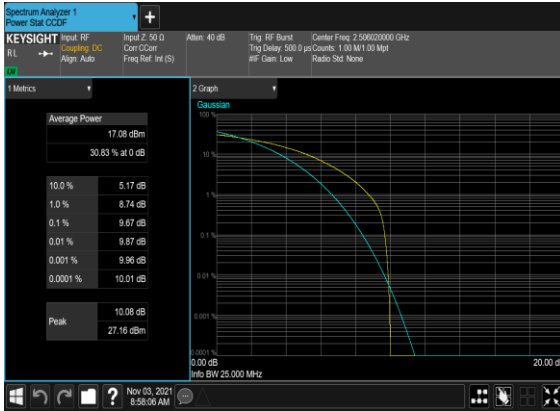 Spectrum Analyzer 1
Power Stat CCDF
KEYSIGHT
RL
Input: RF
Coupling: DC
Align: Auto
Input Z: 50 Ω
Corr CCorr
Freq Ref: Int (S)
Atten: 40 dB
Trig: RF Burst
Trig Delay: 500.0 µs
#IF Gain: Low
Center Freq: 2.506020000 GHz
Counts: 1.00 M/1.00 Mpt
Radio Std: None
1 Metrics
Average Power
17.08 dBm
30.83 % at 0 dB
10.0 % 5.17 dB
1.0 % 8.74 dB
0.1 % 9.67 dB
0.01 % 9.87 dB
0.001 % 9.96 dB
0.0001 % 10.01 dB
Peak
10.08 dB
27.16 dBm
2 Graph
Gaussian
100 %
10 %
1 %
0.1 %
0.01 %
0.001 %
0.0001 %
0.00 dB
20.00 d
Info BW 25.000 MHz
?
Nov 03, 2021
8:58:06 AM